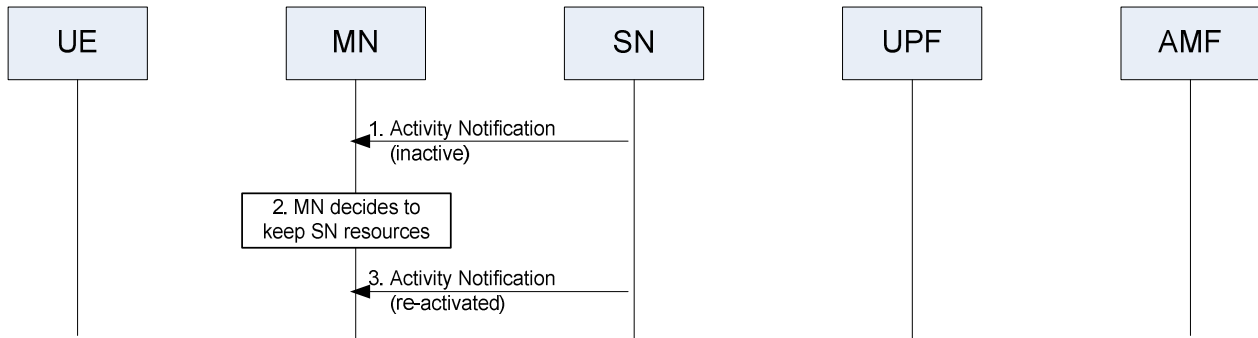 UE
MN
SN
UPF
AMF
1. Activity Notification
(inactive)
2. MN decides to
keep SN resources
3. Activity Notification
(re-activated)